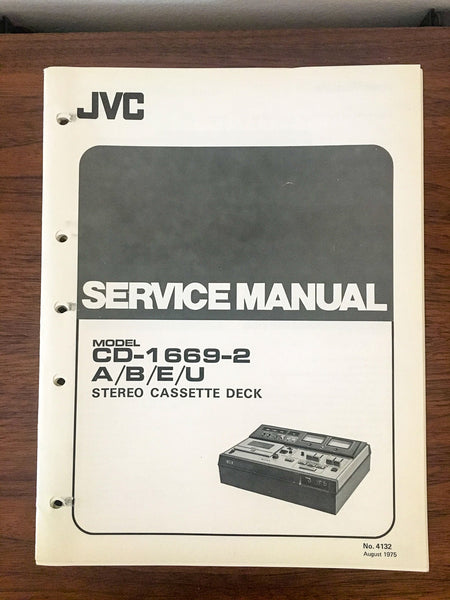 JVC
SERVICE MANUAL
MODEL
CD-1669-2
A/B/E/U
STEREO CASSETTE DECK
No. 4132
August 1975